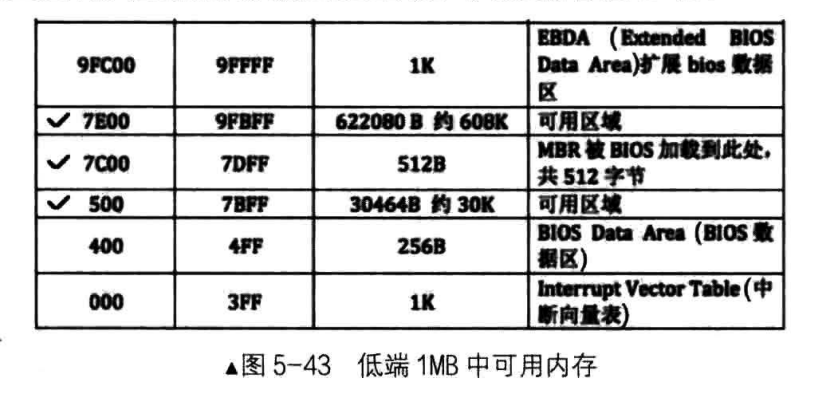 9FC00 9FFFF 1K EBDA (Extended BIOS
Data Area)扩展 bios 数据
区
✓ 7E00 9FBFF 622080 B 约 608K 可用区域
✓ 7C00 7DFF 512B MBR 被 BIOS 加载到此处，
共 512 字节
✓ 500 7BFF 30464B 约 30K 可用区域
400 4FF 256B BIOS Data Area (BIOS 数
据区)
000 3FF 1K Interrupt Vector Table(中
断向量表)
▲图 5-43 低端 1MB 中可用内存